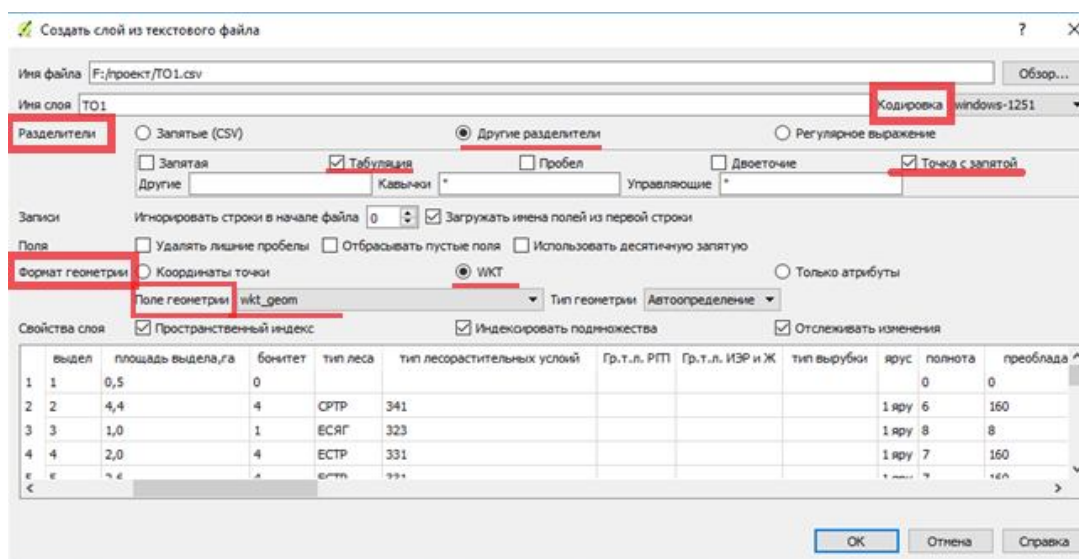 Создать слой из текстового файла ?
Имя файла F:/проект/ТО1.csv Обзор...
Имя слоя ТО1 Кодировка windows-1251
Разделители Запятые (CSV) Другие разделители Регулярное выражение
Запятая Табуляция Пробел Двоеточие Точка с запятой
Другие Кавычки " Управляющие "
Записи Игнорировать строки в начале файла 0 Загружать имена полей из первой строки
Поля Удалять лишние пробелы Отбрасывать пустые поля Использовать десятичную запятую
Формат геометрии Координаты точки WKT Только атрибуты
Поле геометрии wkt_geom Тип геометрии Автоопределение
Свойства слоя Пространственный индекс Индексировать подмножества Отслеживать изменения
выдел площадь выдела,га бонитет тип леса тип лесорастительных услоий Гр.т.л. РГП Гр.т.л. ИЭР и Ж тип вырубки ярус полнота преоблада
1 1 0,5 0 0 0
2 2 4,4 4 СРТР 341 1 яру 6 160
3 3 1,0 1 ЕСЯГ 323 1 яру 8 8
4 4 2,0 4 ЕСТР 331 1 яру 7 160
OK Отмена Справка